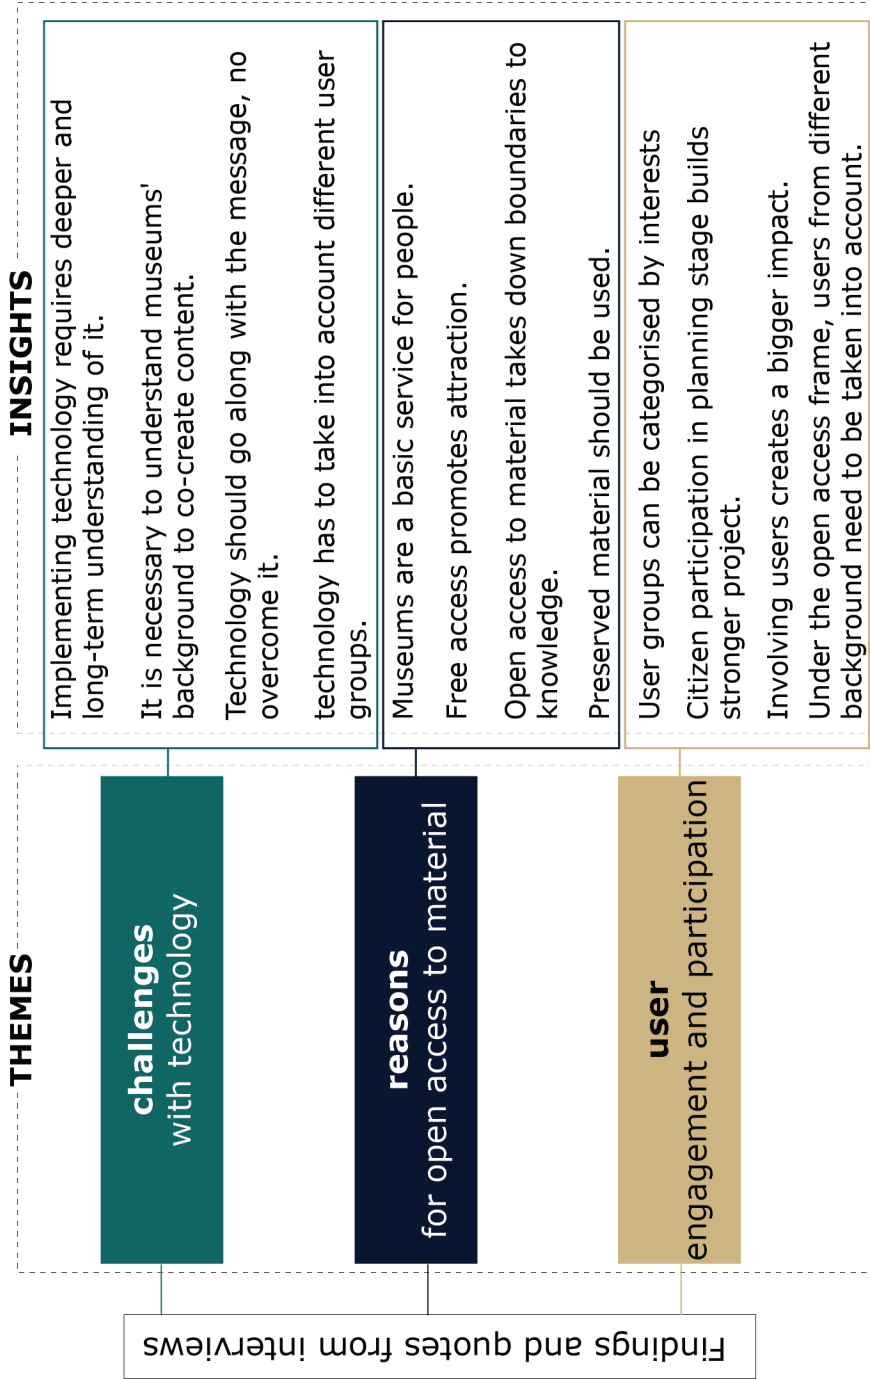 Findings and quotes from interviews
THEMES
challenges
with technology
reasons
for open access to material
user
engagement and participation
INSIGHTS
Implementing technology requires deeper and
long-term understanding of it.
It is necessary to understand museums'
background to co-create content.
Technology should go along with the message, no
overcome it.
technology has to take into account different user
groups.
Museums are a basic service for people.
Free access promotes attraction.
Open access to material takes down boundaries to
knowledge.
Preserved material should be used.
User groups can be categorised by interests
Citizen participation in planning stage builds
stronger project.
Involving users creates a bigger impact.
Under the open access frame, users from different
background need to be taken into account.